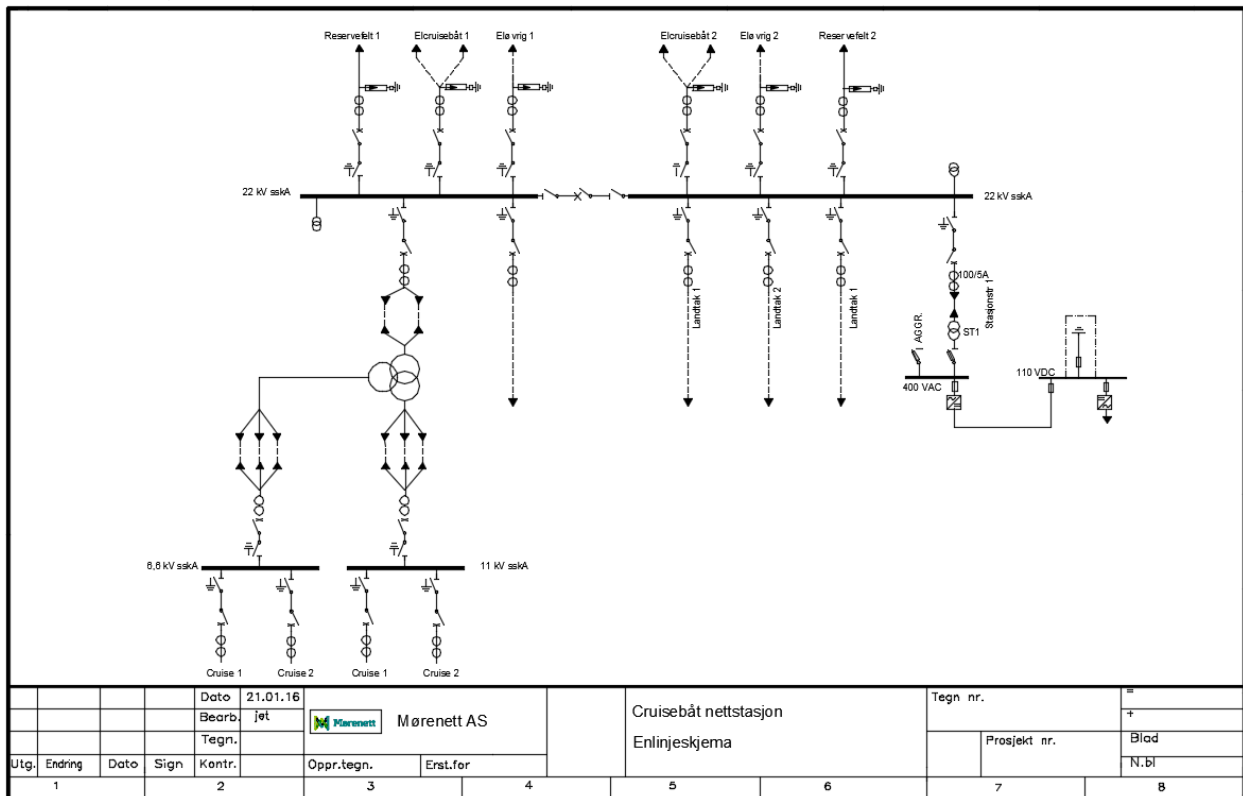 Reservefelt 1
Elcruisebåt 1
Elø vrig 1
Elcruisebåt 2
Elø vrig 2
Reservefelt 2
22 kV sskA
22 kV sskA
100/5A
Stasjonstr 1
Landtak 1
Landtak 2
Landtak 1
ST1
AGGR.
400 VAC
110 VDC
6,6 kV sskA
11 kV sskA
Cruise 1
Cruise 2
Cruise 1
Cruise 2
Dato 21.01.16
Bearb. jet
Tegn.
Utg. Endring Dato Sign Kontr.
Mørenett
Mørenett AS
Oppr.tegn. Erst.for
Cruisebåt nettstasjon
Enlinjeskjema
Tegn nr.
Prosjekt nr.
=
+
Blad
N.bl
1 2 3 4 5 6 7 8